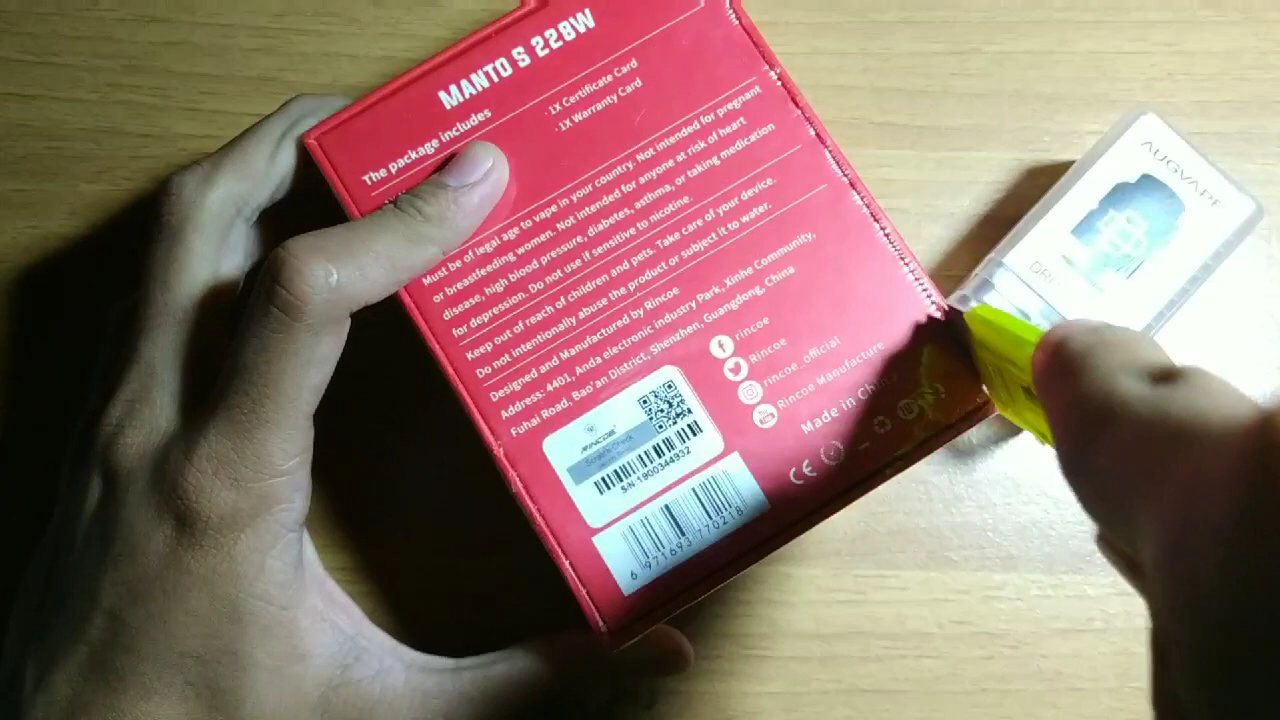 MANTO S 228W
The package includes
·1X Certificate Card
·1X Warranty Card
Must be of legal age to vape in your country. Not intended for pregnant
or breastfeeding women. Not intended for anyone at risk of heart
disease, high blood pressure, diabetes, asthma, or taking medication
for depression. Do not use if sensitive to nicotine.
Keep out of reach of children and pets. Take care of your device.
Do not intentionally abuse the product or subject it to water.
Designed and Manufactured by Rincoe
Address: 4401, Anda electronic industry Park, Xinhe Community,
Fuhai Road, Bao'an District, Shenzhen, Guangdong, China
rincoe
Rincoe
rincoe_official
Rincoe Manufacture
Made in China
CE
RINCOE
Scratch Check
S/N 1900344932
6 971693 770218
AUGVAPE